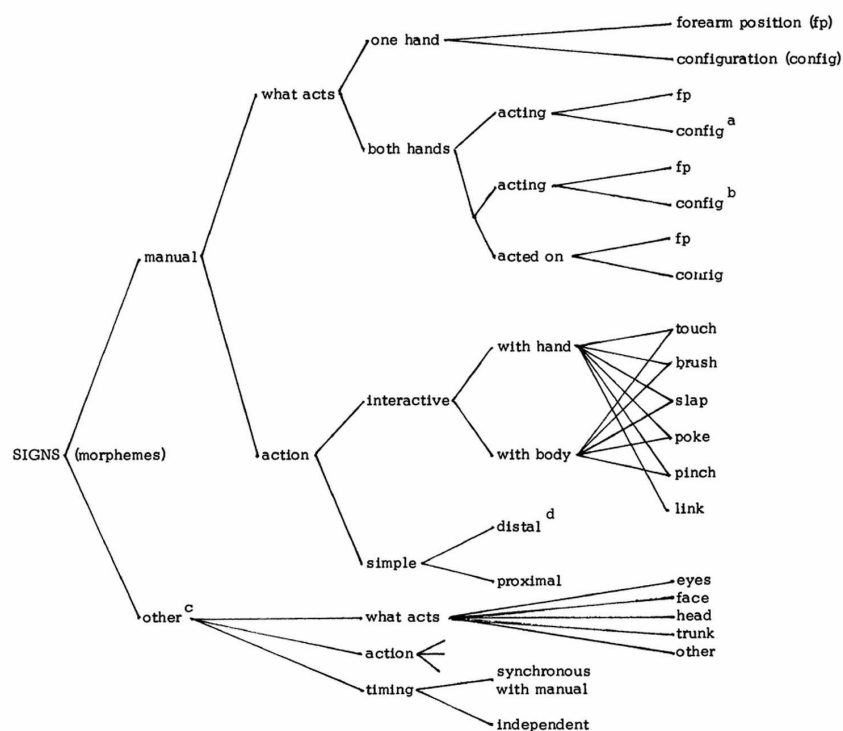 forearm position (fp)
one hand
configuration (config)
what acts
fp
acting
config a
both hands
fp
acting
config b
fp
manual
acted on
config
touch
with hand
brush
interactive
slap
poke
SIGNS (morphemes)
action
with body
pinch
link
distal d
simple
proximal
eyes
face
other c
what acts
head
trunk
other
action
synchronous
with manual
timing
independent